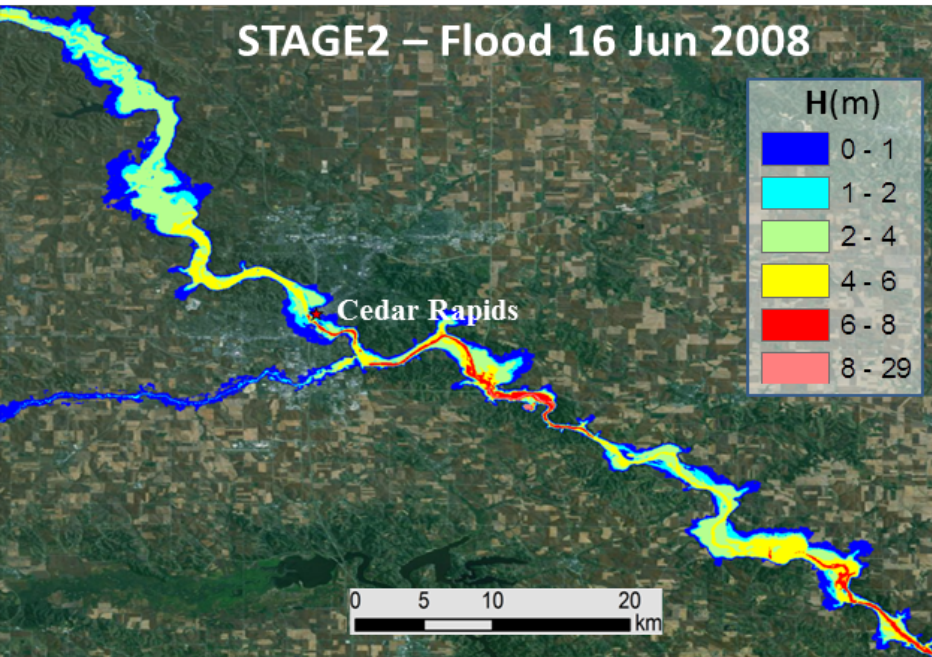 STAGE2 – Flood 16 Jun 2008
H(m)
0 - 1
1 - 2
2 - 4
4 - 6
6 - 8
8 - 29
Cedar Rapids
0 5 10 20
km